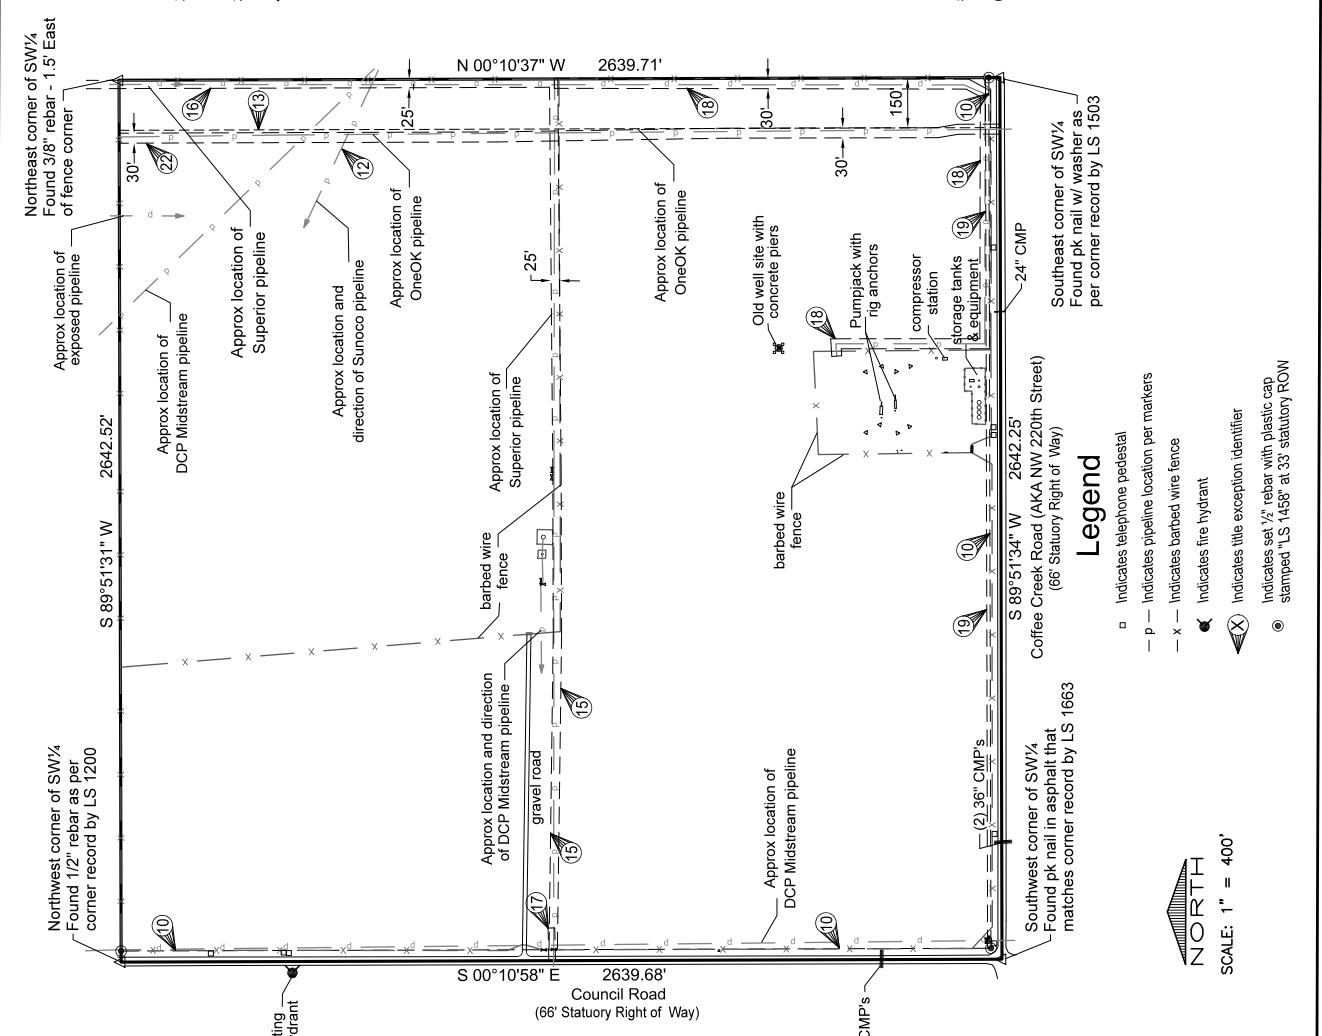 Northeast corner of SW¼
Found 3/8" rebar - 1.5' East
of fence corner
N 00°10'37" W 2639.71'
16
13
25'
18
30'
150'
10
22
30'
12
30'
18
19
Approx location of
exposed pipeline
Approx location of
DCP Midstream pipeline
Approx location of
Superior pipeline
Approx location and
direction of Sunoco pipeline
Approx location of
OneOK pipeline
25'
Approx location of
OneOK pipeline
Old well site with
concrete piers
Pumpjack with
rig anchors
compressor
station
storage tanks
& equipment
18
24" CMP
Southeast corner of SW¼
Found pk nail w/ washer as
per corner record by LS 1503
S 89°51'31" W 2642.52'
Approx location of
Superior pipeline
barbed wire
fence
barbed wire
fence
10
19
S 89°51'34" W 2642.25'
Coffee Creek Road (AKA NW 220th Street)
(66' Statuory Right of Way)
Legend
Indicates telephone pedestal
— p — Indicates pipeline location per markers
— x — Indicates barbed wire fence
Indicates fire hydrant
X Indicates title exception identifier
Indicates set ½" rebar with plastic cap
stamped "LS 1458" at 33' statutory ROW
Northwest corner of SW¼
Found 1/2" rebar as per
corner record by LS 1200
10
Approx location and direction
of DCP Midstream pipeline
gravel road
15
15
17
Approx location of
DCP Midstream pipeline
10
(2) 36" CMP's
Southwest corner of SW¼
Found pk nail in asphalt that
matches corner record by LS 1663
S 00°10'58" E 2639.68'
Council Road
(66' Statuory Right of Way)
ting
drant
CMP's
NORTH
SCALE: 1" = 400'